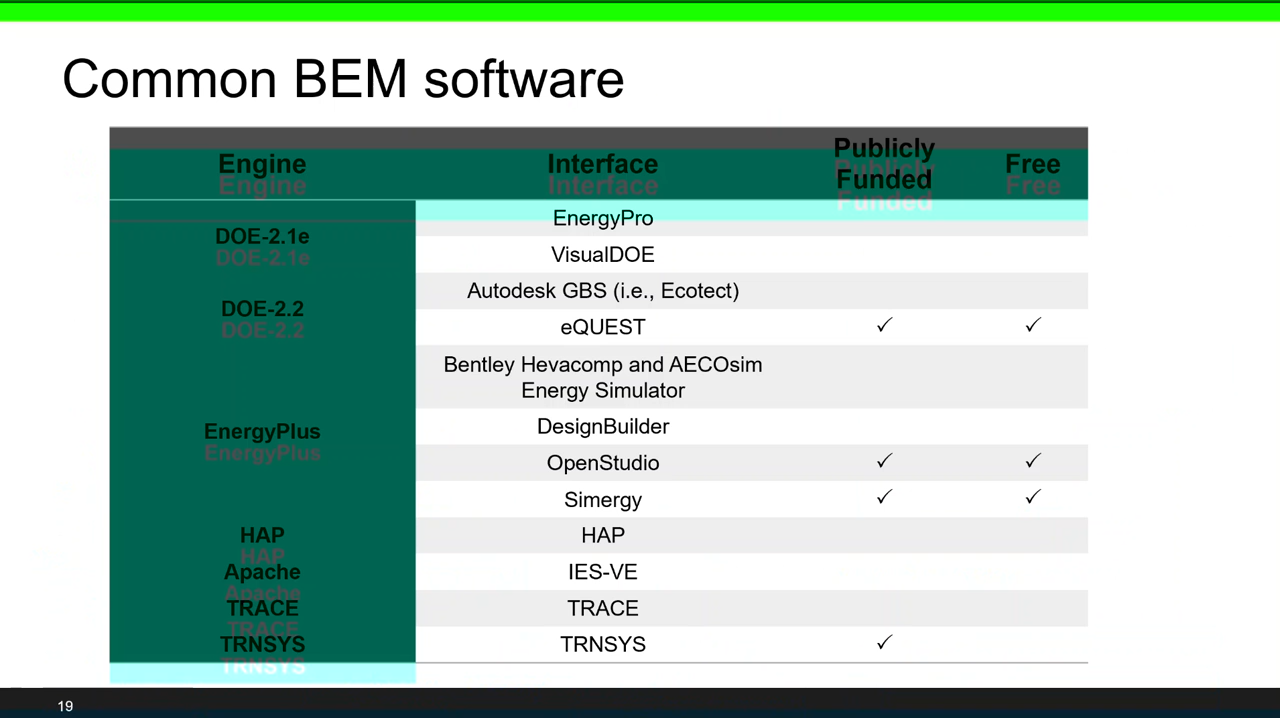 Common BEM software
Engine Interface Publicly Funded Free
DOE-2.1e EnergyPro
VisualDOE
DOE-2.2 Autodesk GBS (i.e., Ecotect)
eQUEST ✓ ✓
EnergyPlus Bentley Hevacomp and AECOsim
Energy Simulator
DesignBuilder
OpenStudio ✓ ✓
Simergy ✓ ✓
HAP HAP
Apache IES-VE
TRACE TRACE
TRNSYS TRNSYS ✓
19